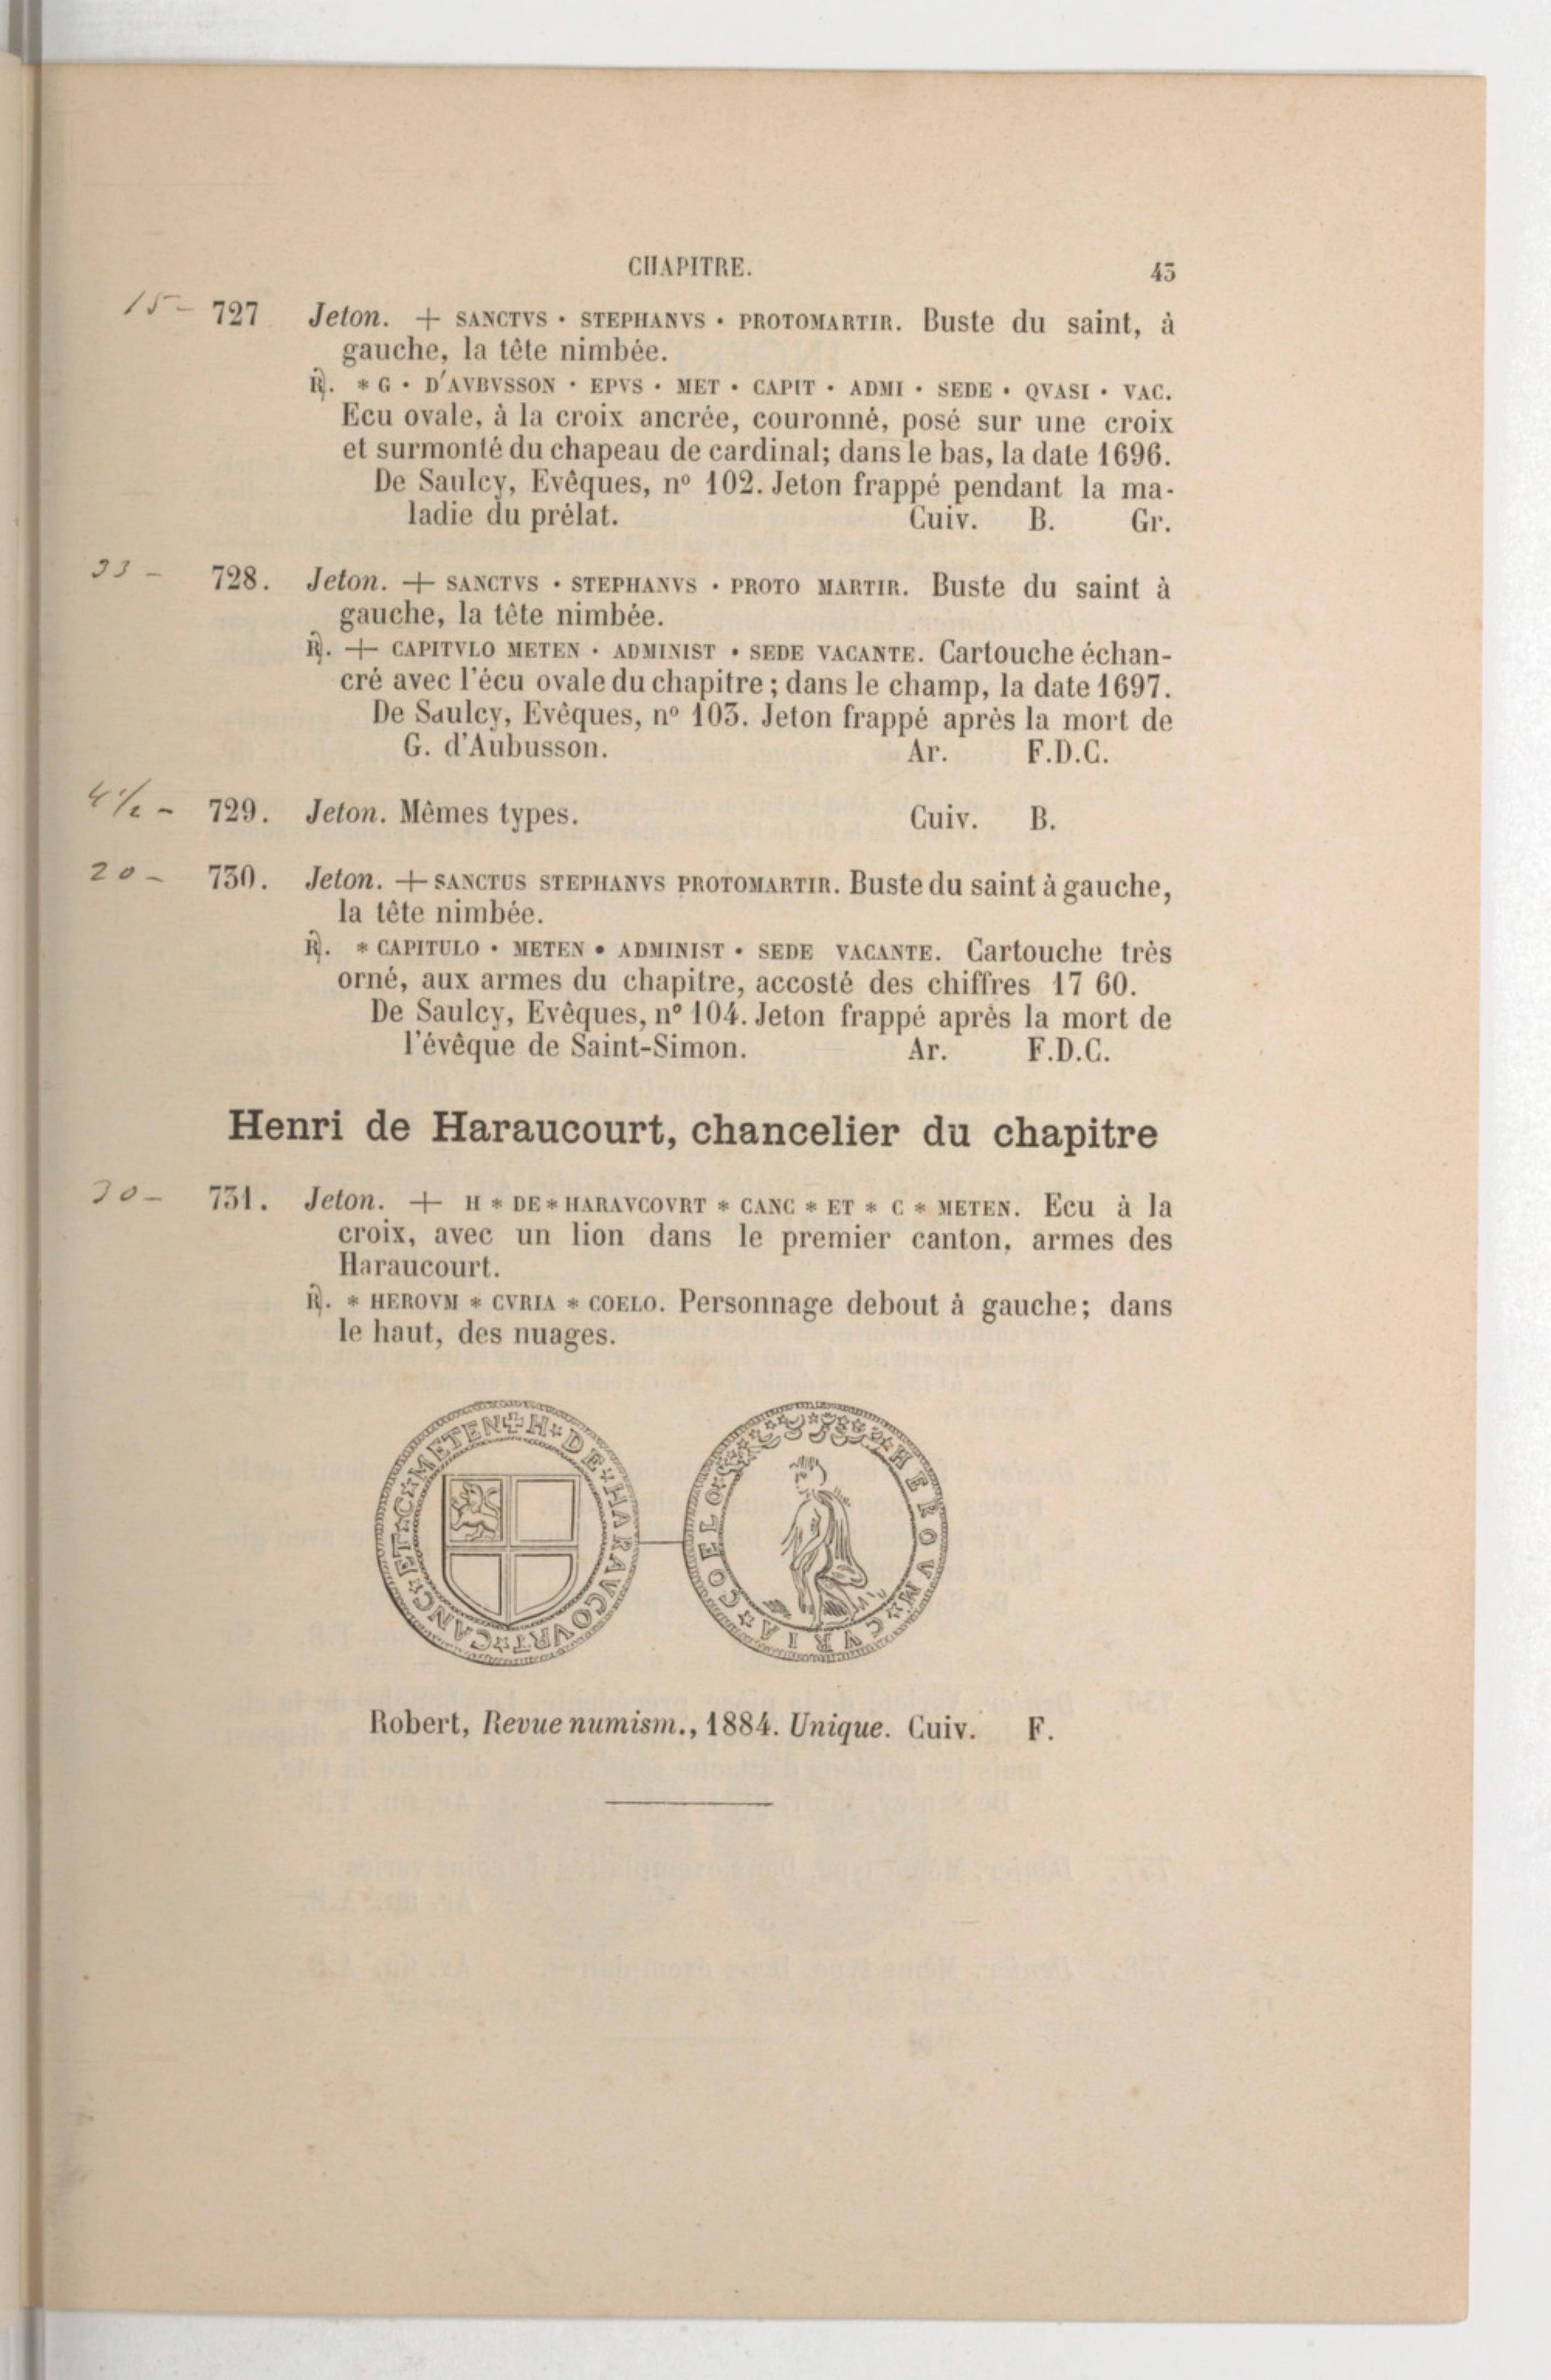 CHAPITRE. 43
15- 727 Jeton. + SANCTVS · STEPHANVS · PROTOMARTIR. Buste du saint, à
gauche, la tête nimbée.
R̂. * G · D'AVBVSSON · EPVS · MET · CAPIT · ADMI · SEDE · QVASI · VAC.
Ecu ovale, à la croix ancrée, couronné, posé sur une croix
et surmonté du chapeau de cardinal; dans le bas, la date 1696.
De Saulcy, Evêques, nº 102. Jeton frappé pendant la ma-
ladie du prélat. Cuiv. B. Gr.
33 - 728. Jeton. + SANCTVS · STEPHANVS · PROTO MARTIR. Buste du saint à
gauche, la tête nimbée.
R̂. + CAPITVLO METEN · ADMINIST · SEDE VACANTE. Cartouche échan-
cré avec l'écu ovale du chapitre; dans le champ, la date 1697.
De Saulcy, Evêques, nº 103. Jeton frappé après la mort de
G. d'Aubusson. Ar. F.D.C.
4 1/2 - 729. Jeton. Mêmes types. Cuiv. B.
20 - 730. Jeton. + SANCTUS STEPHANVS PROTOMARTIR. Buste du saint à gauche,
la tête nimbée.
R̂. * CAPITULO · METEN • ADMINIST · SEDE VACANTE. Cartouche très
orné, aux armes du chapitre, accosté des chiffres 17 60.
De Saulcy, Evêques, nº 104. Jeton frappé après la mort de
l'évêque de Saint-Simon. Ar. F.D.C.
Henri de Haraucourt, chancelier du chapitre
30- 731. Jeton. + H * DE * HARAVCOVRT * CANC * ET * C * METEN. Ecu à la
croix, avec un lion dans le premier canton, armes des
Haraucourt.
R̂. * HEROVM * CVRIA * COELO. Personnage debout à gauche; dans
le haut, des nuages.
+ H * DE * HARAVCOVRT * CANC * ET * C * METEN
* HEROVM * CVRIA * COELO
Robert, Revue numism., 1884. Unique. Cuiv. F.